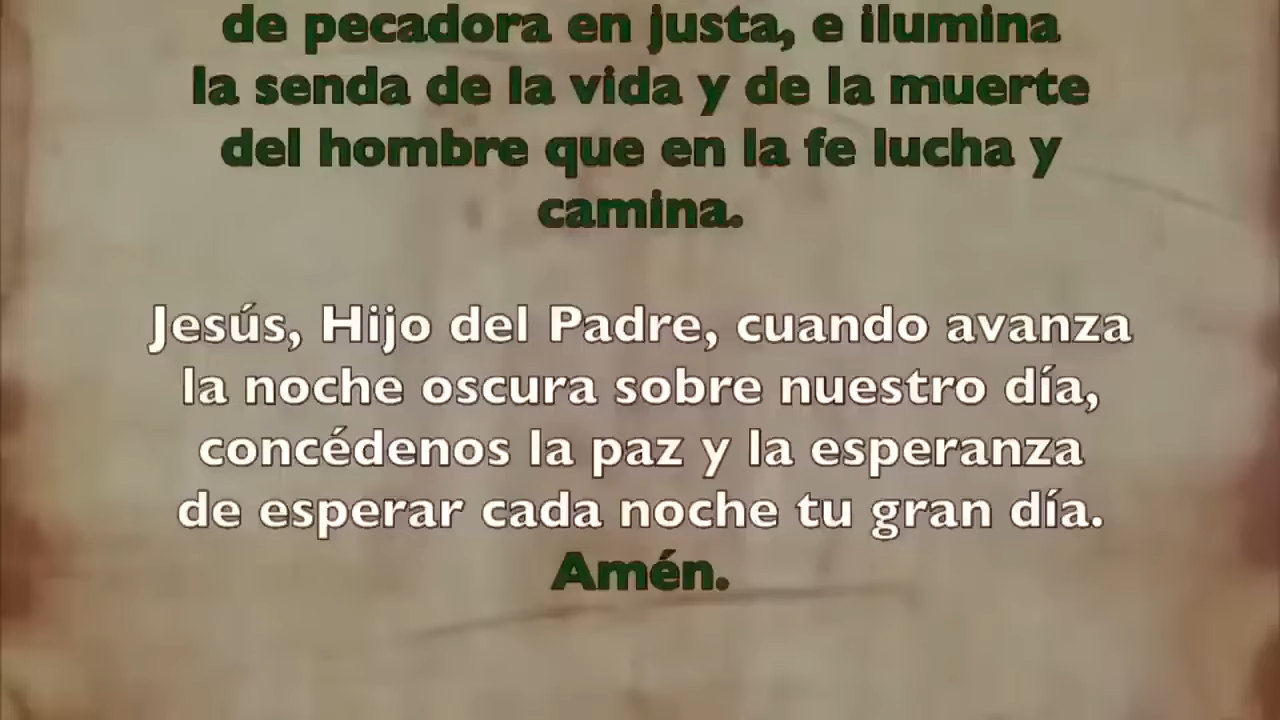 de pecadora en justa, e ilumina
la senda de la vida y de la muerte
del hombre que en la fe lucha y
camina.
Jesús, Hijo del Padre, cuando avanza
la noche oscura sobre nuestro día,
concédenos la paz y la esperanza
de esperar cada noche tu gran día.
Amén.